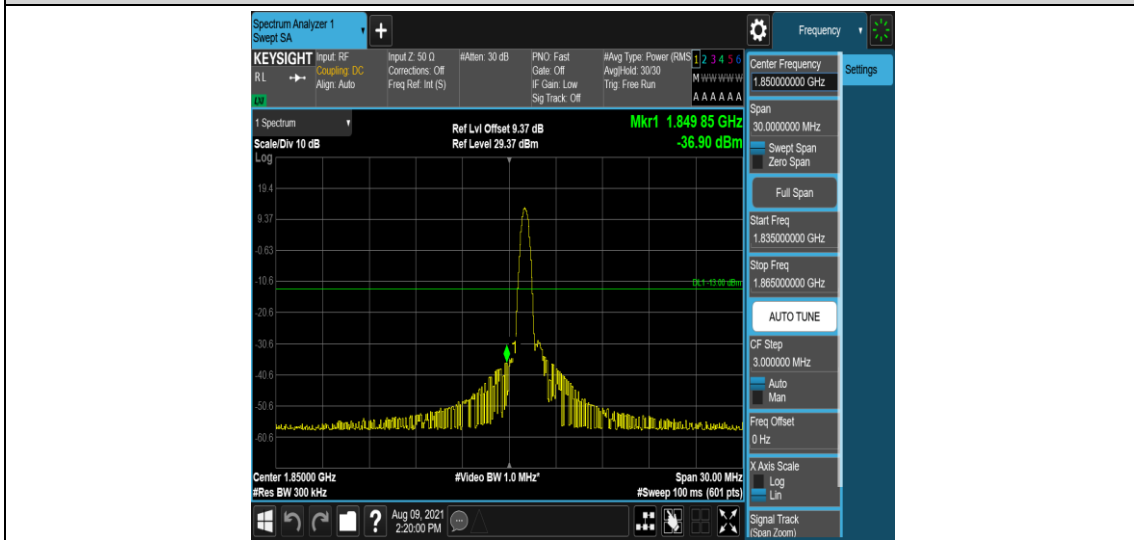 Spectrum Analyzer 1
Swept SA
+
Frequency
KEYSIGHT
RL
LXI
Input: RF
Coupling: DC
Align: Auto
Input Z: 50 Ω
Corrections: Off
Freq Ref: Int (S)
#Atten: 30 dB
PNO: Fast
Gate: Off
IF Gain: Low
Sig Track: Off
#Avg Type: Power (RMS
Avg|Hold: 30/30
Trig: Free Run
1 2 3 4 5 6
M W W W W W
A A A A A A
1 Spectrum
Scale/Div 10 dB
Log
Ref Lvl Offset 9.37 dB
Ref Level 29.37 dBm
Mkr1 1.849 85 GHz
-36.90 dBm
19.4
9.37
-0.63
-10.6
DL1 -13.00 dBm
-20.6
-30.6
1
-40.6
-50.6
-60.6
Center 1.85000 GHz
#Res BW 300 kHz
#Video BW 1.0 MHz*
Span 30.00 MHz
#Sweep 100 ms (601 pts)
Center Frequency
1.850000000 GHz
Settings
Span
30.0000000 MHz
Swept Span
Zero Span
Full Span
Start Freq
1.835000000 GHz
Stop Freq
1.865000000 GHz
AUTO TUNE
CF Step
3.000000 MHz
Auto
Man
Freq Offset
0 Hz
X Axis Scale
Log
Lin
Signal Track
(Span Zoom)
?
Aug 09, 2021
2:20:00 PM